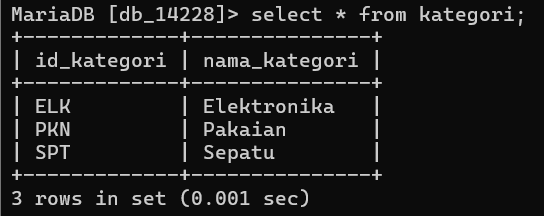 MariaDB [db_14228]> select * from kategori;
+-------------+---------------+
| id_kategori | nama_kategori |
+-------------+---------------+
| ELK         | Elektronika   |
| PKN         | Pakaian       |
| SPT         | Sepatu        |
+-------------+---------------+
3 rows in set (0.001 sec)